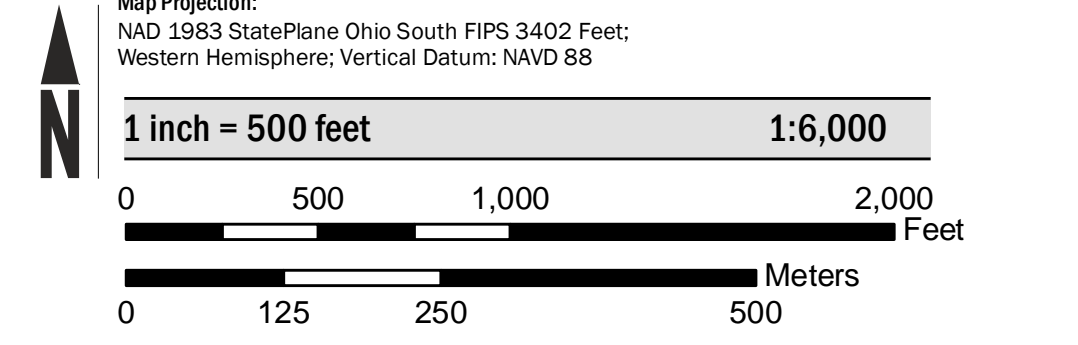 Map Projection:
NAD 1983 StatePlane Ohio South FIPS 3402 Feet;
Western Hemisphere; Vertical Datum: NAVD 88
N
1 inch = 500 feet 1:6,000
0 500 1,000 2,000
Feet
Meters
0 125 250 500